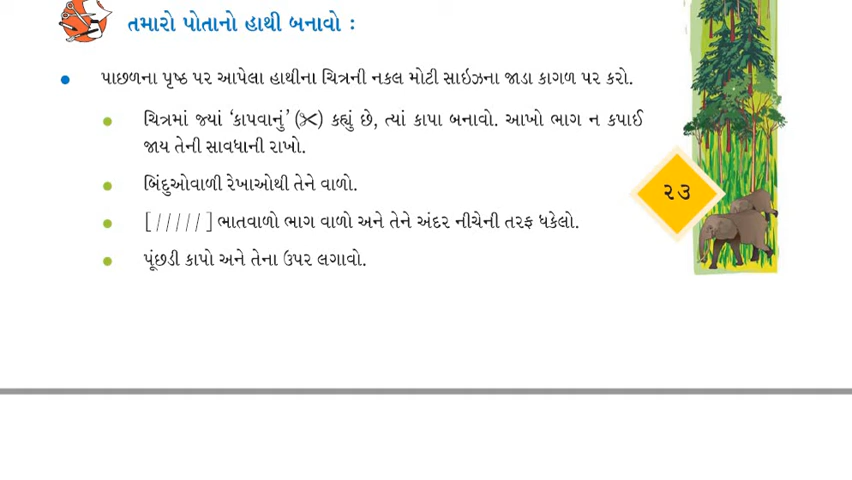 તમારો પોતાનો હાથી બનાવો :
પાછળના પૃષ્ઠ પર આપેલા હાથીના ચિત્રની નકલ મોટી સાઇઝના જાડા કાગળ પર કરો.
ચિત્રમાં જ્યાં ‘કાપવાનું’ (✂) કહ્યું છે, ત્યાં કાપા બનાવો. આખો ભાગ ન કપાઈ
જાય તેની સાવધાની રાખો.
બિંદુઓવાળી રેખાઓથી તેને વાળો.
[/////] ભાતવાળો ભાગ વાળો અને તેને અંદર નીચેની તરફ ધકેલો.
પૂંછડી કાપો અને તેના ઉપર લગાવો.
૨૩